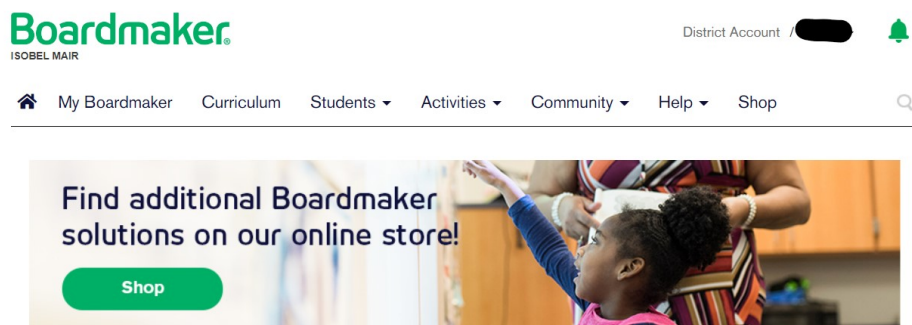 Boardmaker®
ISOBEL MAIR
District Account /
My Boardmaker Curriculum Students Activities Community Help Shop
Find additional Boardmaker
solutions on our online store!
Shop